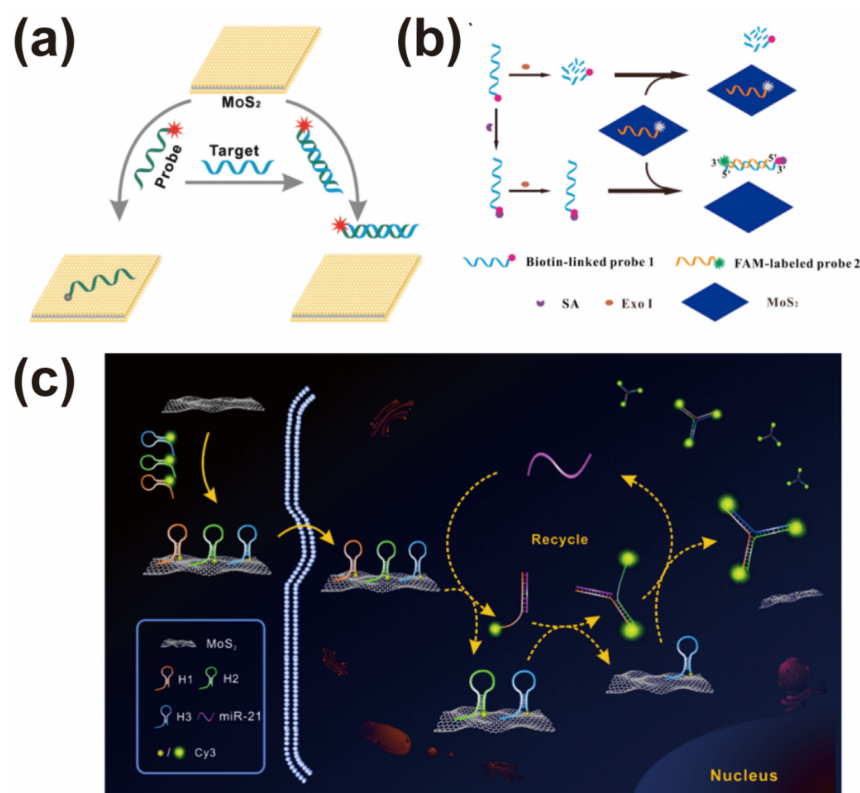 (a)
MoS₂
Probe
Target
(b)
3'
5'
5'
3'
Biotin-linked probe 1
FAM-labeled probe 2
SA
Exo I
MoS₂
(c)
Recycle
MoS₂
H1
H2
H3
miR-21
/
Cy3
Nucleus